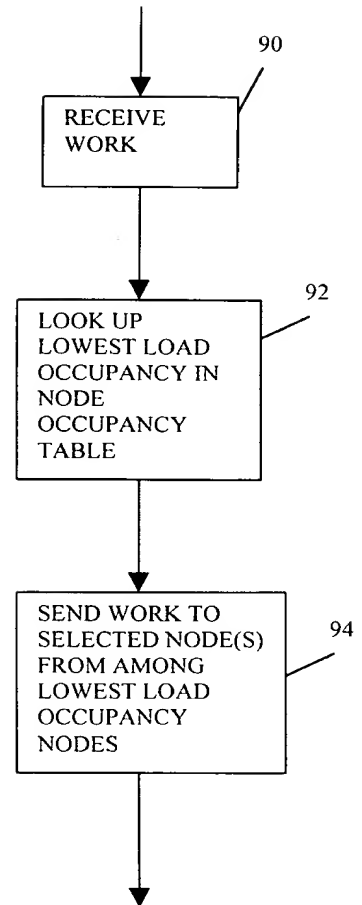 90
RECEIVE
WORK
92
LOOK UP
LOWEST LOAD
OCCUPANCY IN
NODE
OCCUPANCY
TABLE
94
SEND WORK TO
SELECTED NODE(S)
FROM AMONG
LOWEST LOAD
OCCUPANCY
NODES